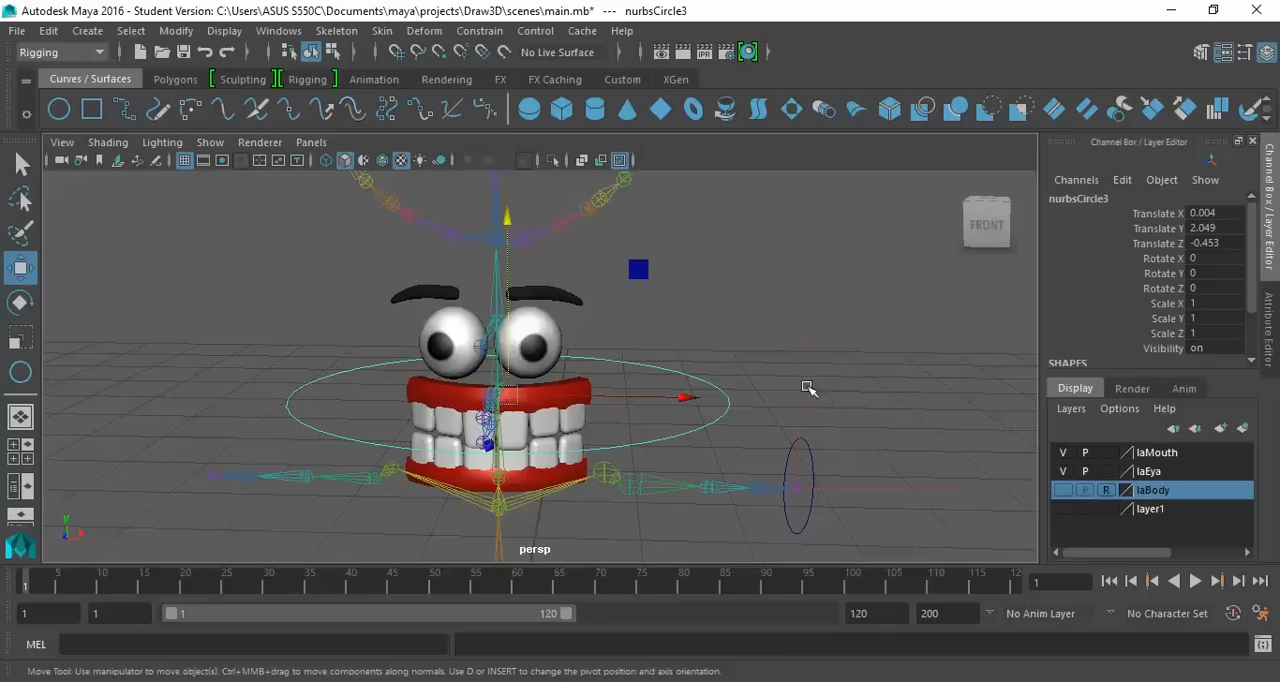 Autodesk Maya 2016 - Student Version: C:\Users\ASUS S550C\Documents\maya\projects\Draw3D\scenes\main.mb* --- nurbsCircle3
File Edit Create Select Modify Display Windows Skeleton Skin Deform Constrain Control Cache Help
Rigging No Live Surface IPR
Curves / Surfaces Polygons Sculpting Rigging Animation Rendering FX FX Caching Custom XGen
View Shading Lighting Show Renderer Panels
Channel Box / Layer Editor
Channels Edit Object Show
nurbsCircle3
Translate X 0.004
Translate Y 2.049
Translate Z -0.453
Rotate X 0
Rotate Y 0
Rotate Z 0
Scale X 1
Scale Y 1
Scale Z 1
Visibility on
SHAPES
Display Render Anim
Layers Options Help
V P laMouth
V P laEya
P R laBody
layer1
Channel Box / Layer Editor
Attribute Editor
FRONT
y
z x
persp
1 5 10 15 20 25 30 35 40 45 50 55 60 65 70 75 80 85 90 95 100 105 110 115 12
1
1 1 1 120 120 200 No Anim Layer No Character Set
MEL
Move Tool: Use manipulator to move object(s). Ctrl+MMB+drag to move components along normals. Use D or INSERT to change the pivot position and axis orientation.